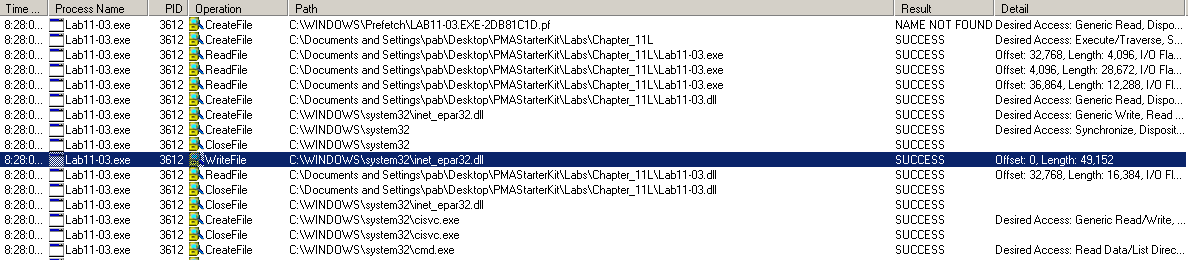 Time ... Process Name PID Operation Path Result Detail
8:28:0... Lab11-03.exe 3612 CreateFile C:\WINDOWS\Prefetch\LAB11-03.EXE-2DB81C1D.pf NAME NOT FOUND Desired Access: Generic Read, Dispo...
8:28:0... Lab11-03.exe 3612 CreateFile C:\Documents and Settings\pab\Desktop\PMAStarterKit\Labs\Chapter_11L SUCCESS Desired Access: Execute/Traverse, S...
8:28:0... Lab11-03.exe 3612 ReadFile C:\Documents and Settings\pab\Desktop\PMAStarterKit\Labs\Chapter_11L\Lab11-03.exe SUCCESS Offset: 32,768, Length: 4,096, I/O Fla...
8:28:0... Lab11-03.exe 3612 ReadFile C:\Documents and Settings\pab\Desktop\PMAStarterKit\Labs\Chapter_11L\Lab11-03.exe SUCCESS Offset: 4,096, Length: 28,672, I/O Fla...
8:28:0... Lab11-03.exe 3612 ReadFile C:\Documents and Settings\pab\Desktop\PMAStarterKit\Labs\Chapter_11L\Lab11-03.exe SUCCESS Offset: 36,864, Length: 12,288, I/O Fl...
8:28:0... Lab11-03.exe 3612 CreateFile C:\Documents and Settings\pab\Desktop\PMAStarterKit\Labs\Chapter_11L\Lab11-03.dll SUCCESS Desired Access: Generic Read, Dispo...
8:28:0... Lab11-03.exe 3612 CreateFile C:\WINDOWS\system32\inet_epar32.dll SUCCESS Desired Access: Generic Write, Read ...
8:28:0... Lab11-03.exe 3612 CreateFile C:\WINDOWS\system32 SUCCESS Desired Access: Synchronize, Disposit...
8:28:0... Lab11-03.exe 3612 CloseFile C:\WINDOWS\system32 SUCCESS
8:28:0... Lab11-03.exe 3612 WriteFile C:\WINDOWS\system32\inet_epar32.dll SUCCESS Offset: 0, Length: 49,152
8:28:0... Lab11-03.exe 3612 ReadFile C:\Documents and Settings\pab\Desktop\PMAStarterKit\Labs\Chapter_11L\Lab11-03.dll SUCCESS Offset: 32,768, Length: 16,384, I/O Fl...
8:28:0... Lab11-03.exe 3612 CloseFile C:\Documents and Settings\pab\Desktop\PMAStarterKit\Labs\Chapter_11L\Lab11-03.dll SUCCESS
8:28:0... Lab11-03.exe 3612 CloseFile C:\WINDOWS\system32\inet_epar32.dll SUCCESS
8:28:0... Lab11-03.exe 3612 CreateFile C:\WINDOWS\system32\cisvc.exe SUCCESS Desired Access: Generic Read/Write, ...
8:28:0... Lab11-03.exe 3612 CloseFile C:\WINDOWS\system32\cisvc.exe SUCCESS
8:28:0... Lab11-03.exe 3612 CreateFile C:\WINDOWS\system32\cmd.exe SUCCESS Desired Access: Read Data/List Direc...